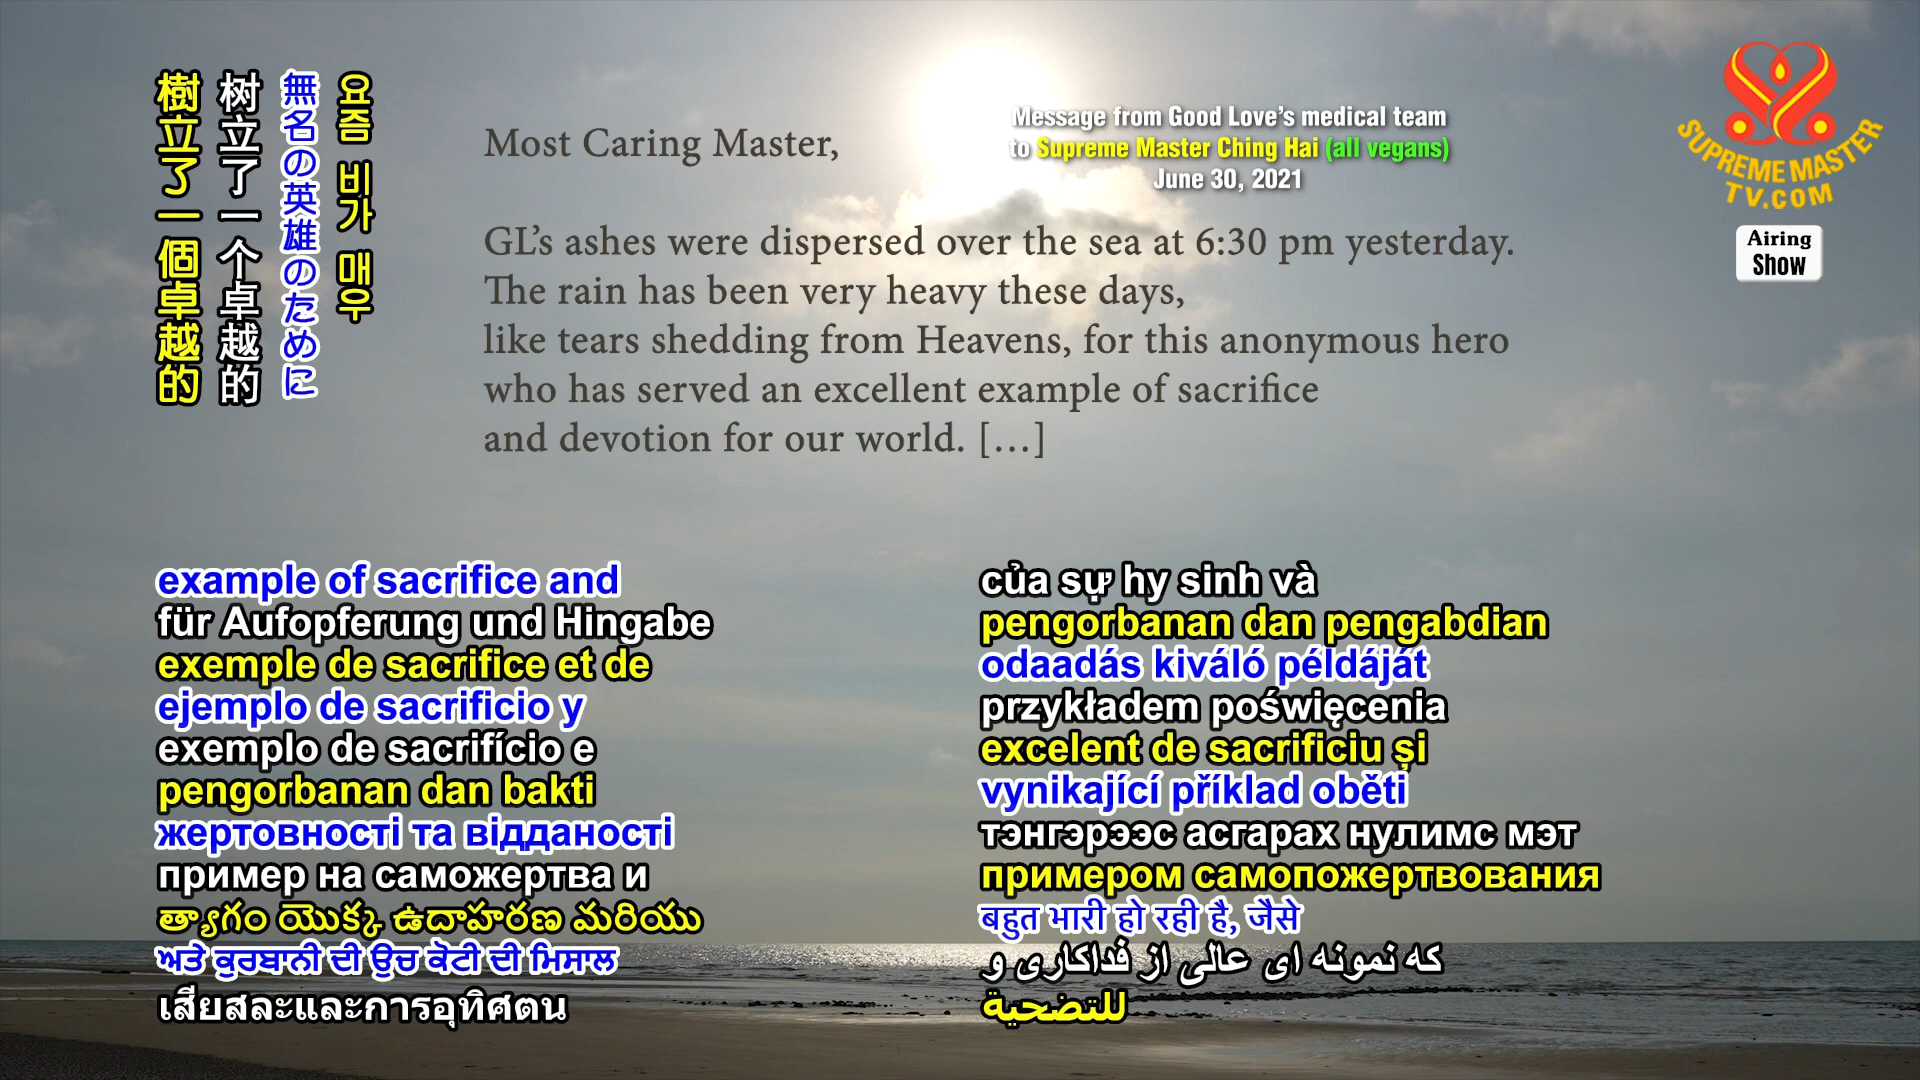 樹立了一個卓越的
树立了一个卓越的
無名の英雄のために
요즘 비가 매우
Most Caring Master,
GL’s ashes were dispersed over the sea at 6:30 pm yesterday.
The rain has been very heavy these days,
like tears shedding from Heavens, for this anonymous hero
who has served an excellent example of sacrifice
and devotion for our world. […]
Message from Good Love’s medical team
to Supreme Master Ching Hai (all vegans)
June 30, 2021
SUPREME MASTER
TV.COM
Airing
Show
example of sacrifice and
für Aufopferung und Hingabe
exemple de sacrifice et de
ejemplo de sacrificio y
exemplo de sacrifício e
pengorbanan dan bakti
жертовності та відданості
пример на саможертва и
త్యాగం యొక్క ఉదాహరణ మరియు
ਅਤੇ ਕੁਰਬਾਨੀ ਦੀ ਉਚ ਕੋਟੀ ਦੀ ਮਿਸਾਲ
เสียสละและการอุทิศตน
của sự hy sinh và
pengorbanan dan pengabdian
odaadás kiváló példáját
przykładem poświęcenia
excelent de sacrificiu și
vynikající příklad oběti
тэнгэрээс асгарах нулимс мэт
примером самопожертвования
बहुत भारी हो रही है, जैसे
که نمونه ای عالی از فداکاری و
للتضحية